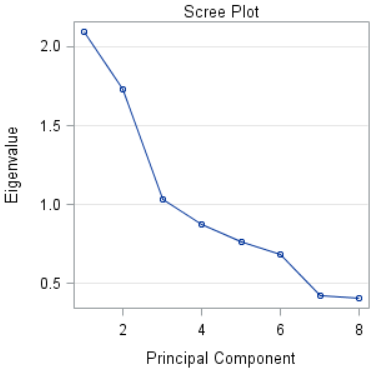 Scree Plot
Eigenvalue
2.0
1.5
1.0
0.5
2 4 6 8
Principal Component